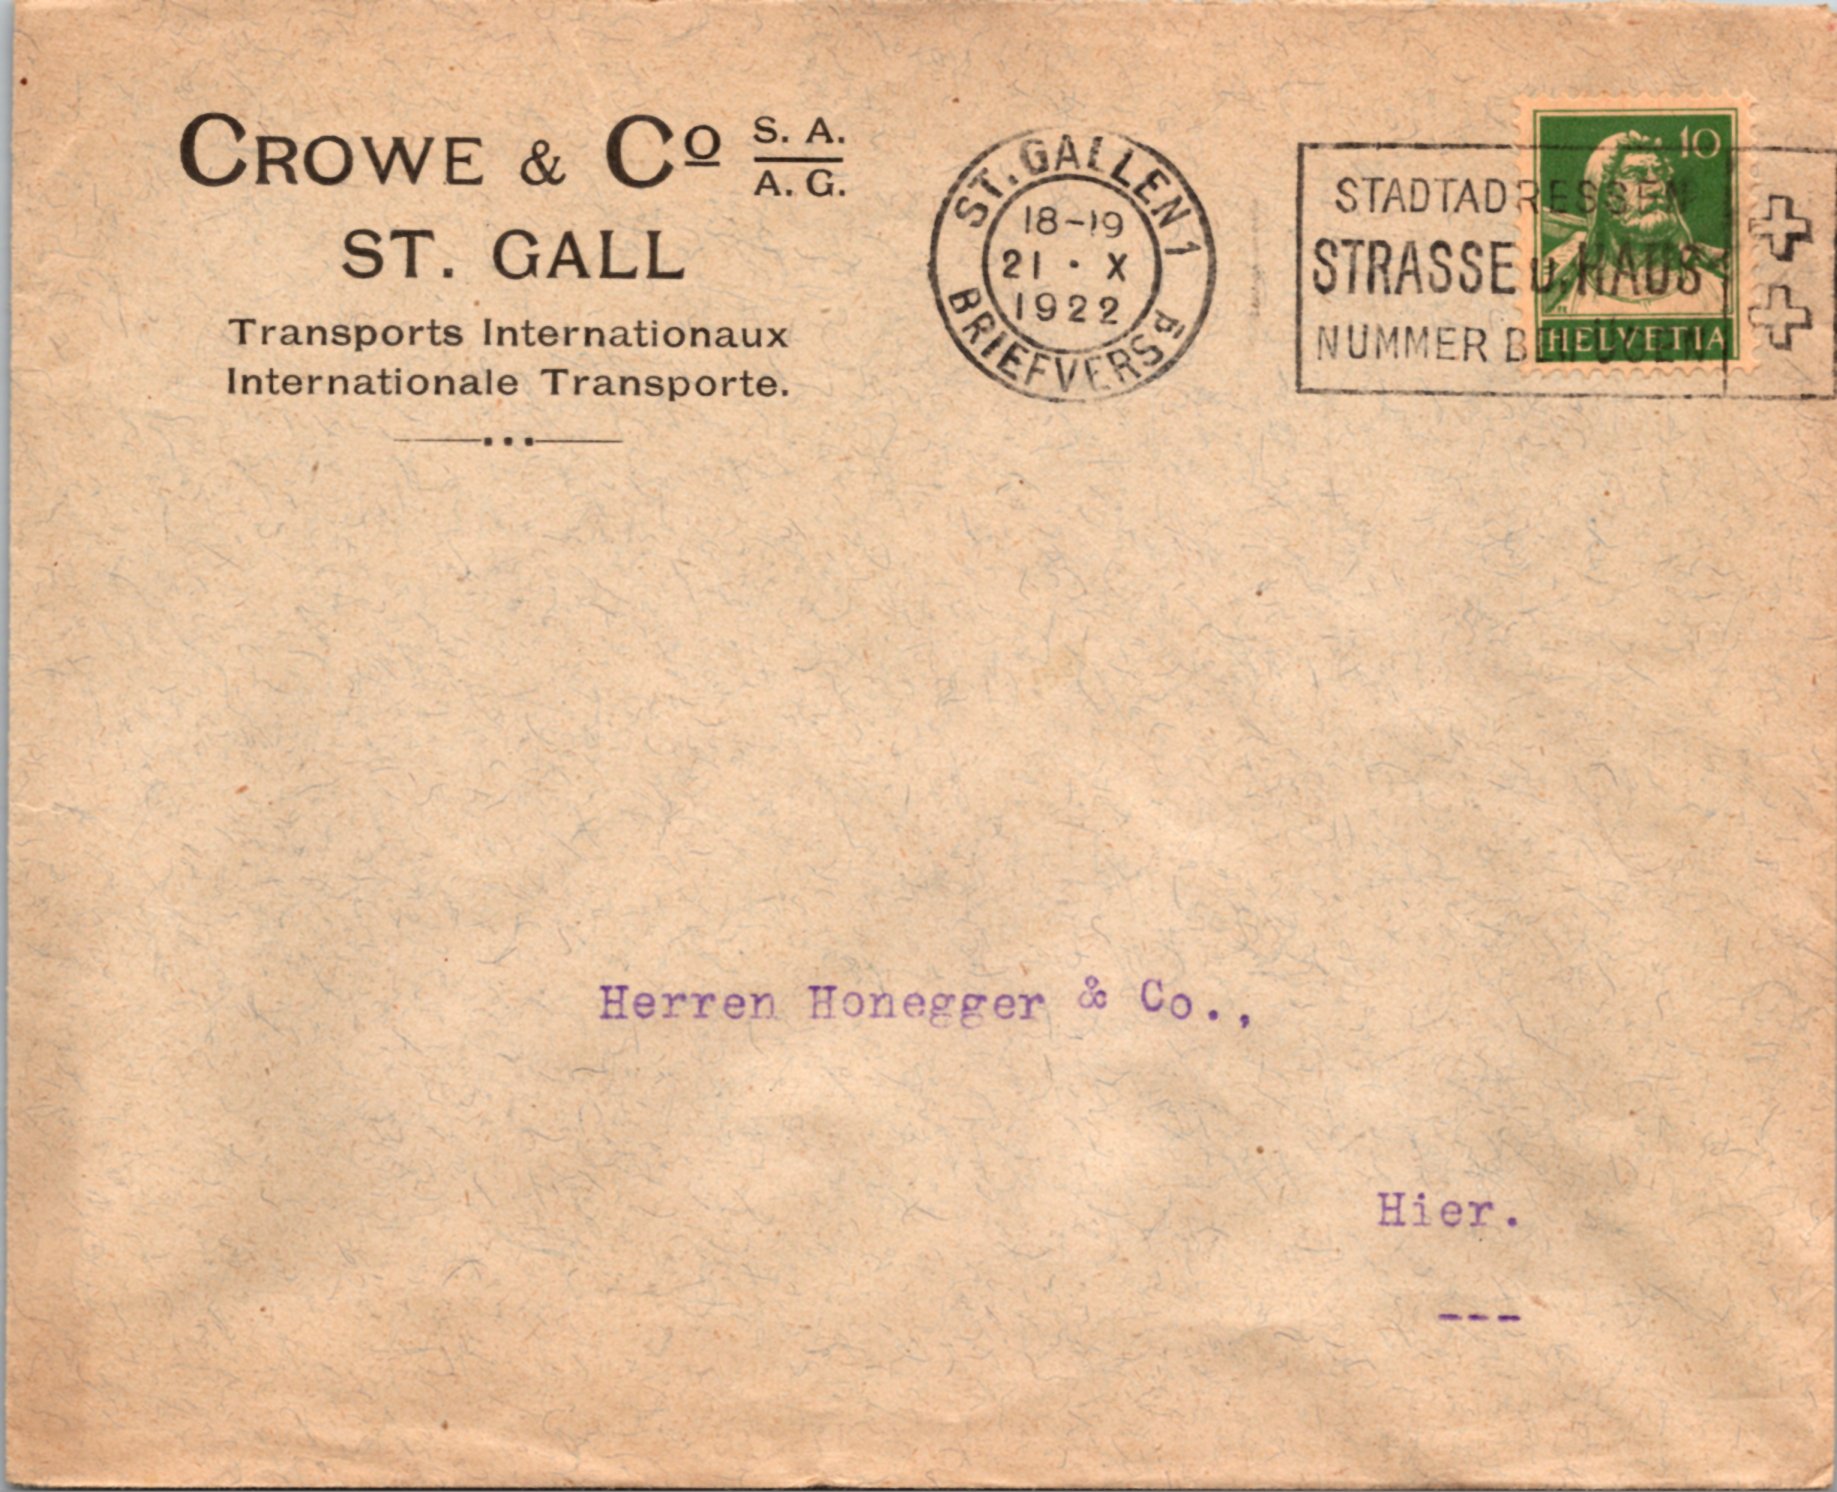 CROWE & Cº S. A. / A. G.
ST. GALL
Transports Internationaux
Internationale Transporte.
ST. GALLEN 1
18-19
21 · X
1922
BRIEFVERSd
STADTADRESSEN
STRASSE u. HAUS
NUMMER
10
HELVETIA
Herren Honegger & Co.,
Hier.
---